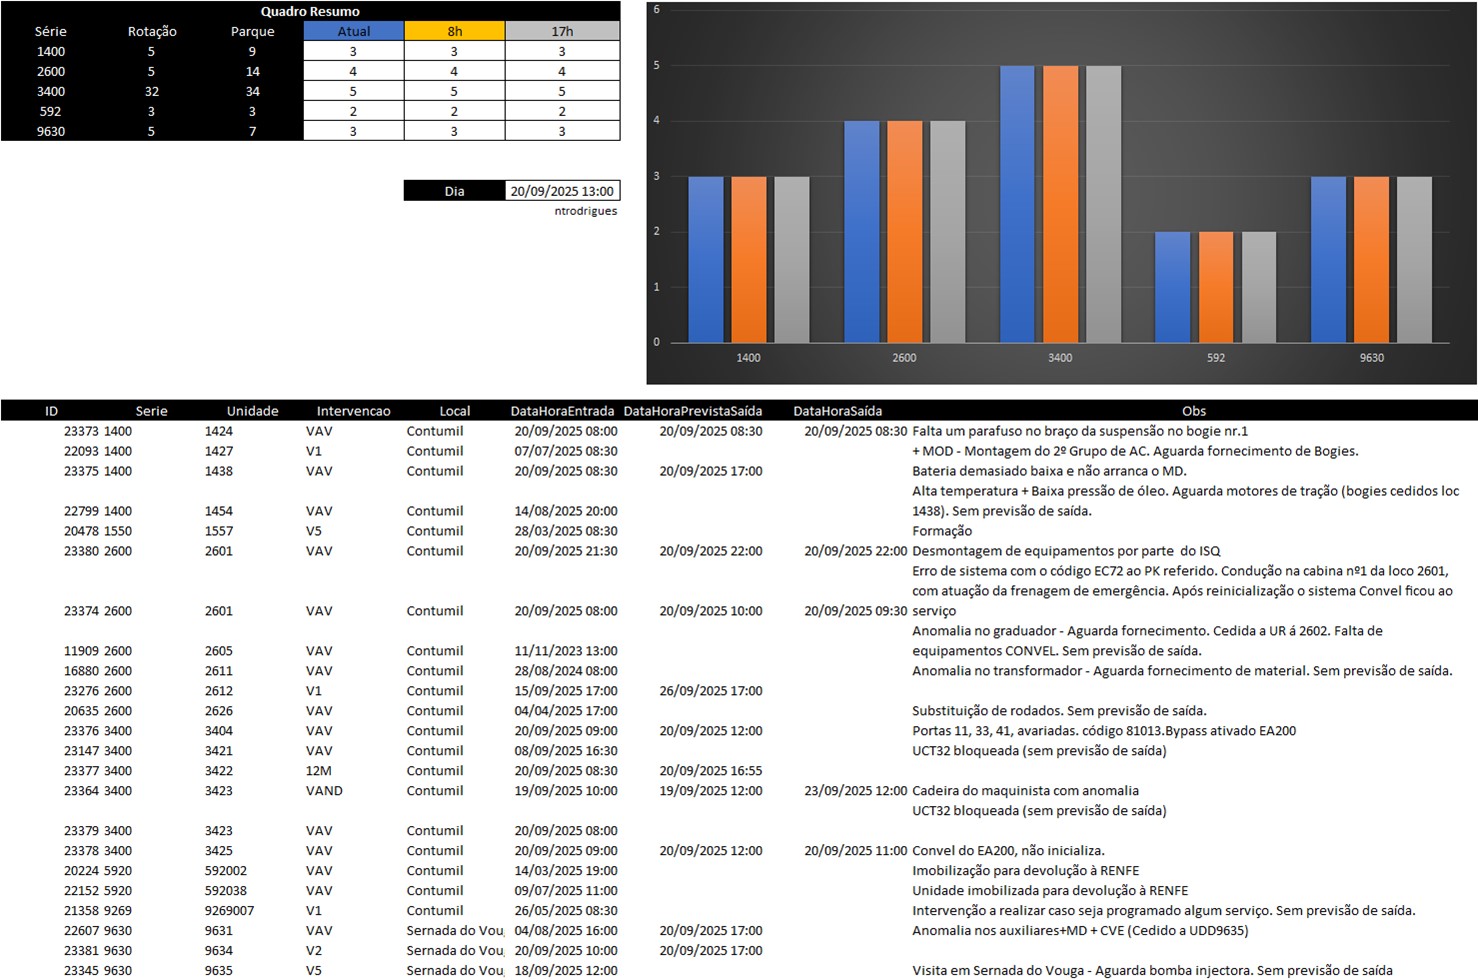 Quadro Resumo
Série Rotação Parque Atual 8h 17h
1400 5 9 3 3 3
2600 5 14 4 4 4
3400 32 34 5 5 5
592 3 3 2 2 2
9630 5 7 3 3 3
Dia 20/09/2025 13:00
ntrodrigues
6
5
4
3
2
1
0
1400 2600 3400 592 9630
ID Serie Unidade Intervencao Local DataHoraEntrada DataHoraPrevistaSaída DataHoraSaída Obs
23373 1400 1424 VAV Contumil 20/09/2025 08:00 20/09/2025 08:30 20/09/2025 08:30 Falta um parafuso no braço da suspensão no bogie nr.1
22093 1400 1427 V1 Contumil 07/07/2025 08:30 + MOD - Montagem do 2º Grupo de AC. Aguarda fornecimento de Bogies.
23375 1400 1438 VAV Contumil 20/09/2025 08:30 20/09/2025 17:00 Bateria demasiado baixa e não arranca o MD.
Alta temperatura + Baixa pressão de óleo. Aguarda motores de tração (bogies cedidos loc
22799 1400 1454 VAV Contumil 14/08/2025 20:00 1438). Sem previsão de saída.
20478 1550 1557 V5 Contumil 28/03/2025 08:30 Formação
23380 2600 2601 VAV Contumil 20/09/2025 21:30 20/09/2025 22:00 20/09/2025 22:00 Desmontagem de equipamentos por parte do ISQ
Erro de sistema com o código EC72 ao PK referido. Condução na cabina nº1 da loco 2601,
com atuação da frenagem de emergência. Após reinicialização o sistema Convel ficou ao
23374 2600 2601 VAV Contumil 20/09/2025 08:00 20/09/2025 10:00 20/09/2025 09:30 serviço
Anomalia no graduador - Aguarda fornecimento. Cedida a UR á 2602. Falta de
11909 2600 2605 VAV Contumil 11/11/2023 13:00 equipamentos CONVEL. Sem previsão de saída.
16880 2600 2611 VAV Contumil 28/08/2024 08:00 Anomalia no transformador - Aguarda fornecimento de material. Sem previsão de saída.
23276 2600 2612 V1 Contumil 15/09/2025 17:00 26/09/2025 17:00
20635 2600 2626 VAV Contumil 04/04/2025 17:00 Substituição de rodados. Sem previsão de saída.
23376 3400 3404 VAV Contumil 20/09/2025 09:00 20/09/2025 12:00 Portas 11, 33, 41, avariadas. código 81013.Bypass ativado EA200
23147 3400 3421 VAV Contumil 08/09/2025 16:30 UCT32 bloqueada (sem previsão de saída)
23377 3400 3422 12M Contumil 20/09/2025 08:30 20/09/2025 16:55
23364 3400 3423 VAND Contumil 19/09/2025 10:00 19/09/2025 12:00 23/09/2025 12:00 Cadeira do maquinista com anomalia
UCT32 bloqueada (sem previsão de saída)
23379 3400 3423 VAV Contumil 20/09/2025 08:00
23378 3400 3425 VAV Contumil 20/09/2025 09:00 20/09/2025 12:00 20/09/2025 11:00 Convel do EA200, não inicializa.
20224 5920 592002 VAV Contumil 14/03/2025 19:00 Imobilização para devolução à RENFE
22152 5920 592038 VAV Contumil 09/07/2025 11:00 Unidade imobilizada para devolução à RENFE
21358 9269 9269007 V1 Contumil 26/05/2025 08:30 Intervenção a realizar caso seja programado algum serviço. Sem previsão de saída.
22607 9630 9631 VAV Sernada do Vou 04/08/2025 16:00 20/09/2025 17:00 Anomalia nos auxiliares+MD + CVE (Cedido a UDD9635)
23381 9630 9634 V2 Sernada do Vou 20/09/2025 10:00 20/09/2025 17:00
23345 9630 9635 V5 Sernada do Vou 18/09/2025 12:00 Visita em Sernada do Vouga - Aguarda bomba injectora. Sem previsão de saída